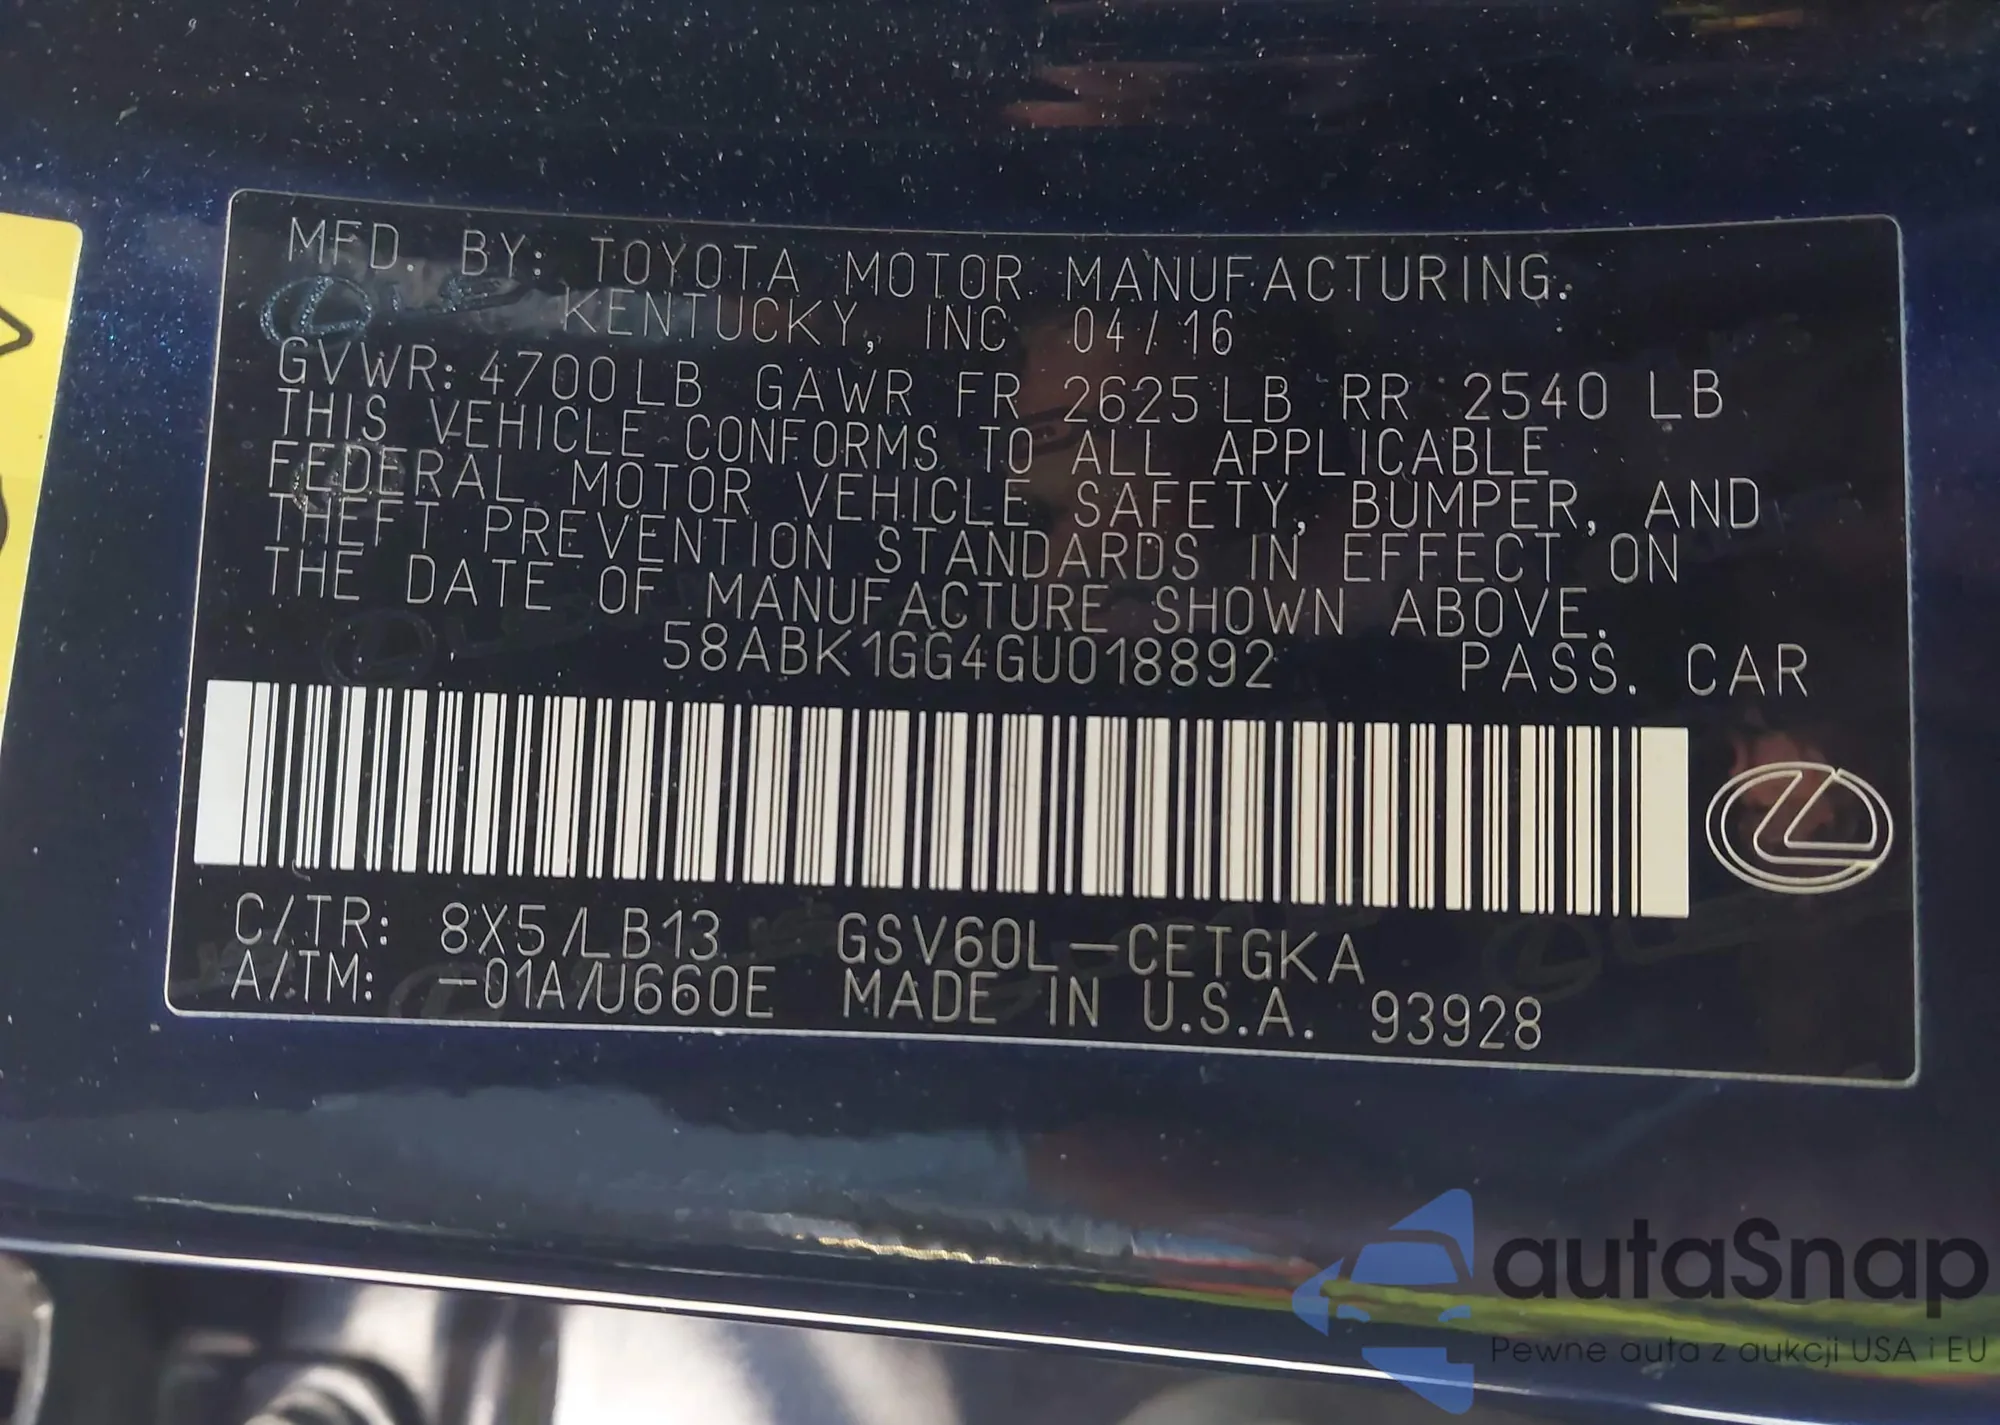 MFD. BY: TOYOTA MOTOR MANUFACTURING.
KENTUCKY, INC 04/16
GVWR: 4700LB GAWR FR 2625LB RR 2540 LB
THIS VEHICLE CONFORMS TO ALL APPLICABLE
FEDERAL MOTOR VEHICLE SAFETY, BUMPER, AND
THEFT PREVENTION STANDARDS IN EFFECT ON
THE DATE OF MANUFACTURE SHOWN ABOVE.
58ABK1GG4GU018892 PASS. CAR
C/TR: 8X5/LB13 GSV60L-CETGKA
A/TM: -01A/U660E MADE IN U.S.A. 93928
autaSnap
Pewne auta z aukcji USA i EU